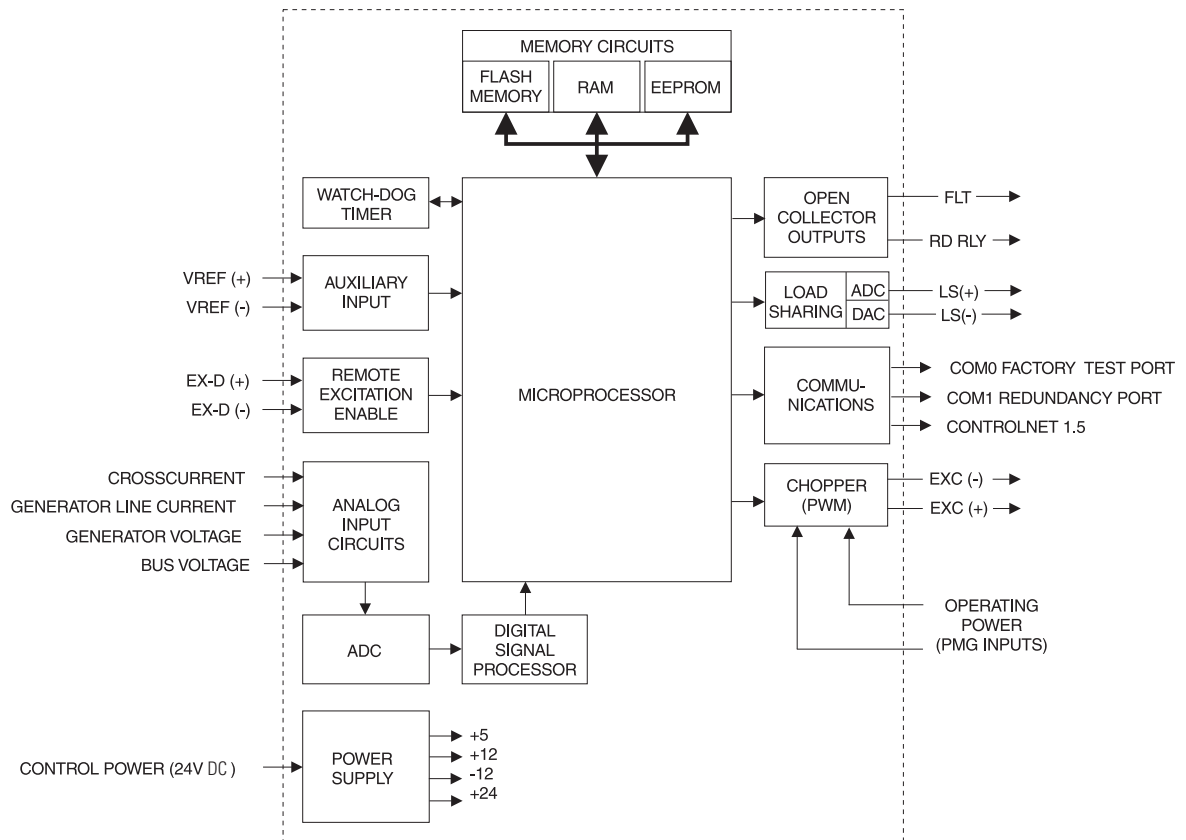 MEMORY CIRCUITS
FLASH
MEMORY
RAM
EEPROM
WATCH-DOG
TIMER
VREF (+)
VREF (-)
AUXILIARY
INPUT
EX-D (+)
EX-D (-)
REMOTE
EXCITATION
ENABLE
MICROPROCESSOR
CROSSCURRENT
GENERATOR LINE CURRENT
GENERATOR VOLTAGE
BUS VOLTAGE
ANALOG
INPUT
CIRCUITS
ADC
DIGITAL
SIGNAL
PROCESSOR
OPEN
COLLECTOR
OUTPUTS
FLT
RD RLY
LOAD
SHARING
ADC
DAC
LS(+)
LS(-)
COMMU-
NICATIONS
COM0 FACTORY TEST PORT
COM1 REDUNDANCY PORT
CONTROLNET 1.5
CHOPPER
(PWM)
EXC (-)
EXC (+)
OPERATING
POWER
(PMG INPUTS)
CONTROL POWER (24V DC)
POWER
SUPPLY
+5
+12
-12
+24